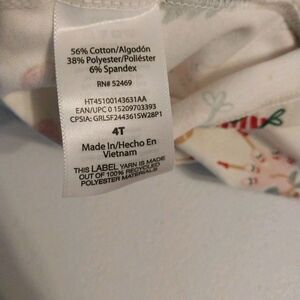 56% Cotton/Algodón
38% Polyester/Poliéster
6% Spandex
RN# 52469
HT45100143631AA
EAN/UPC 0 15209703393
CPSIA: GRLSF244361SW28P1
4T
Made In/Hecho En
Vietnam
THIS LABEL YARN IS MADE
OUT OF 100% RECYCLED
POLYESTER MATERIALS